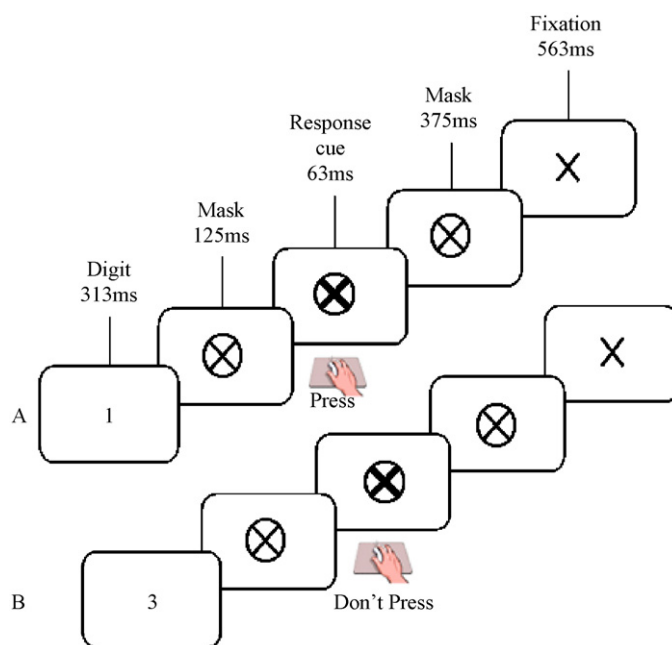 Fixation
563ms
Mask
375ms
Response
cue
63ms
Mask
125ms
Digit
313ms
A
1
Press
B
3
Don't Press